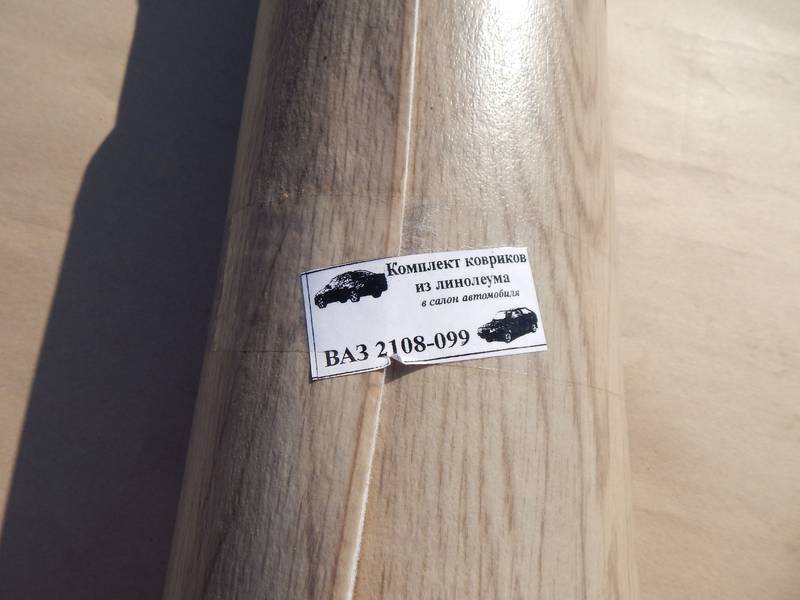 Комплект ковриков
из линолеума
в салон автомобиля
ВАЗ 2108-099